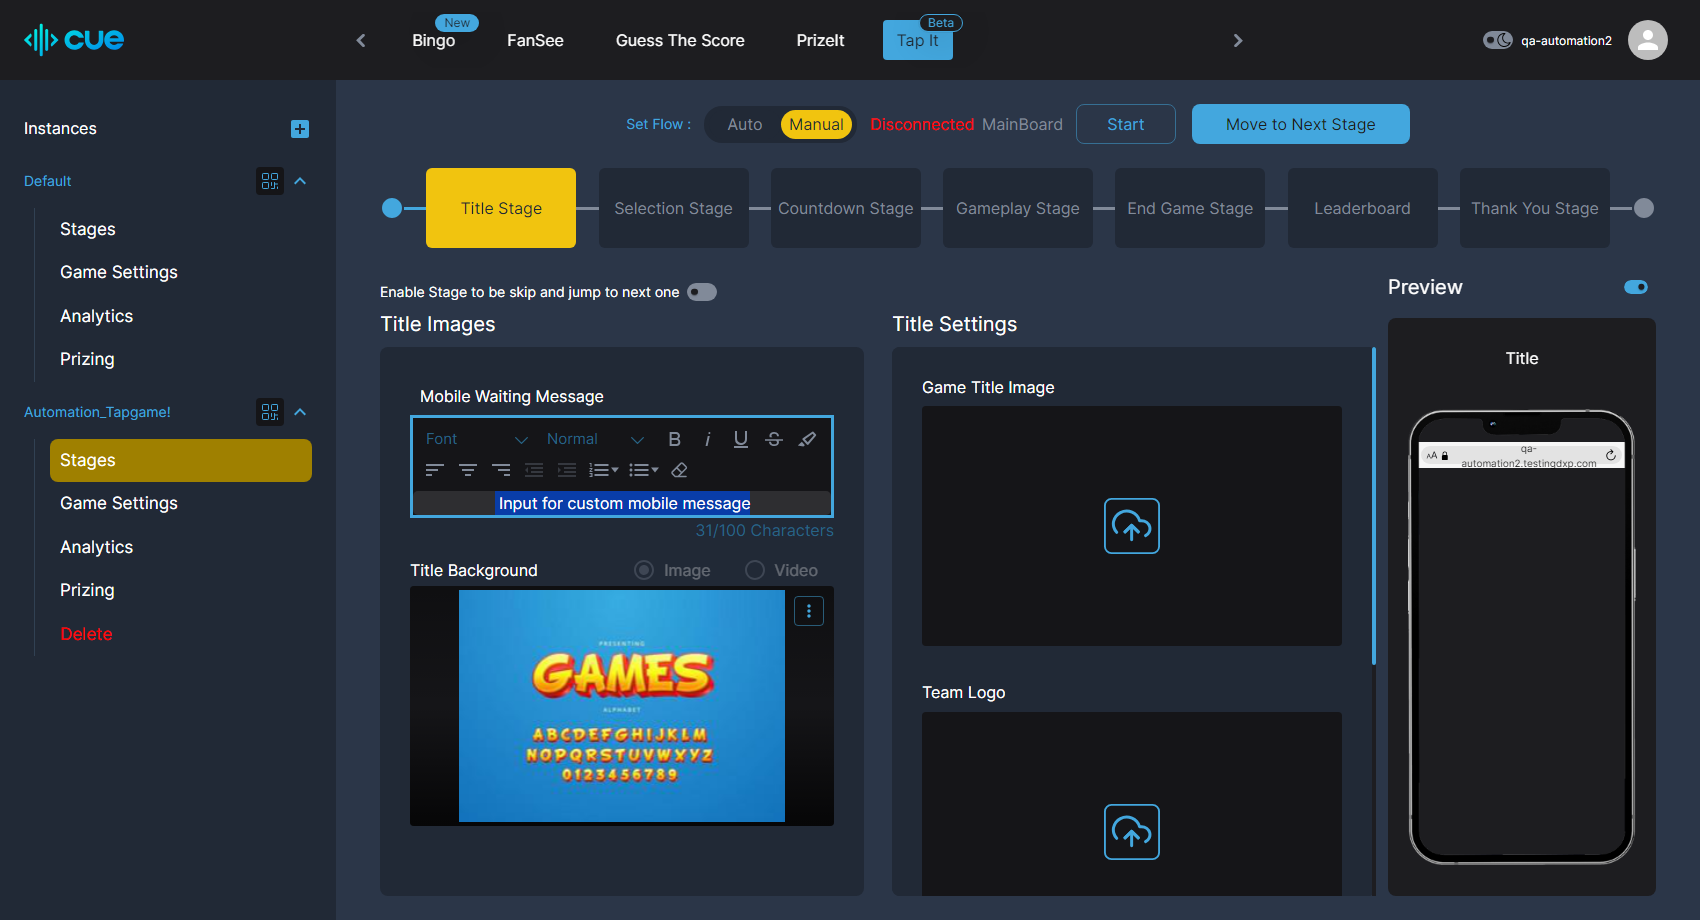 cue
New
Beta
Bingo
FanSee
Guess The Score
PrizeIt
Tap It
qa-automation2
Instances
Default
Stages
Game Settings
Analytics
Prizing
Automation_Tapgame!
Stages
Game Settings
Analytics
Prizing
Delete
Set Flow :
Auto
Manual
Disconnected
MainBoard
Start
Move to Next Stage
Title Stage
Selection Stage
Countdown Stage
Gameplay Stage
End Game Stage
Leaderboard
Thank You Stage
Enable Stage to be skip and jump to next one
Title Images
Mobile Waiting Message
Font
Normal
B
i
U
S
Input for custom mobile message
31/100 Characters
Title Background
Image
Video
PRESENTING
GAMES
ALPHABET
ABCDEFGHIJKLM
NOPQRSTUVWXYZ
0123456789
Title Settings
Game Title Image
Team Logo
Preview
Title
AA
qa-
automation2.testingdxp.com